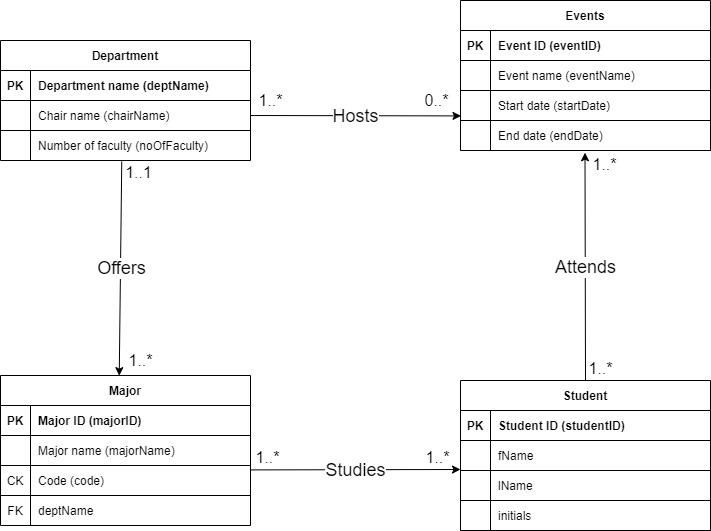 Department
PK Department name (deptName)
Chair name (chairName)
Number of faculty (noOfFaculty)
1..*
Hosts
0..*
Events
PK Event ID (eventID)
Event name (eventName)
Start date (startDate)
End date (endDate)
1..1
Offers
1..*
1..*
Attends
1..*
Major
PK Major ID (majorID)
Major name (majorName)
CK Code (code)
FK deptName
1..*
Studies
1..*
Student
PK Student ID (studentID)
fName
lName
initials